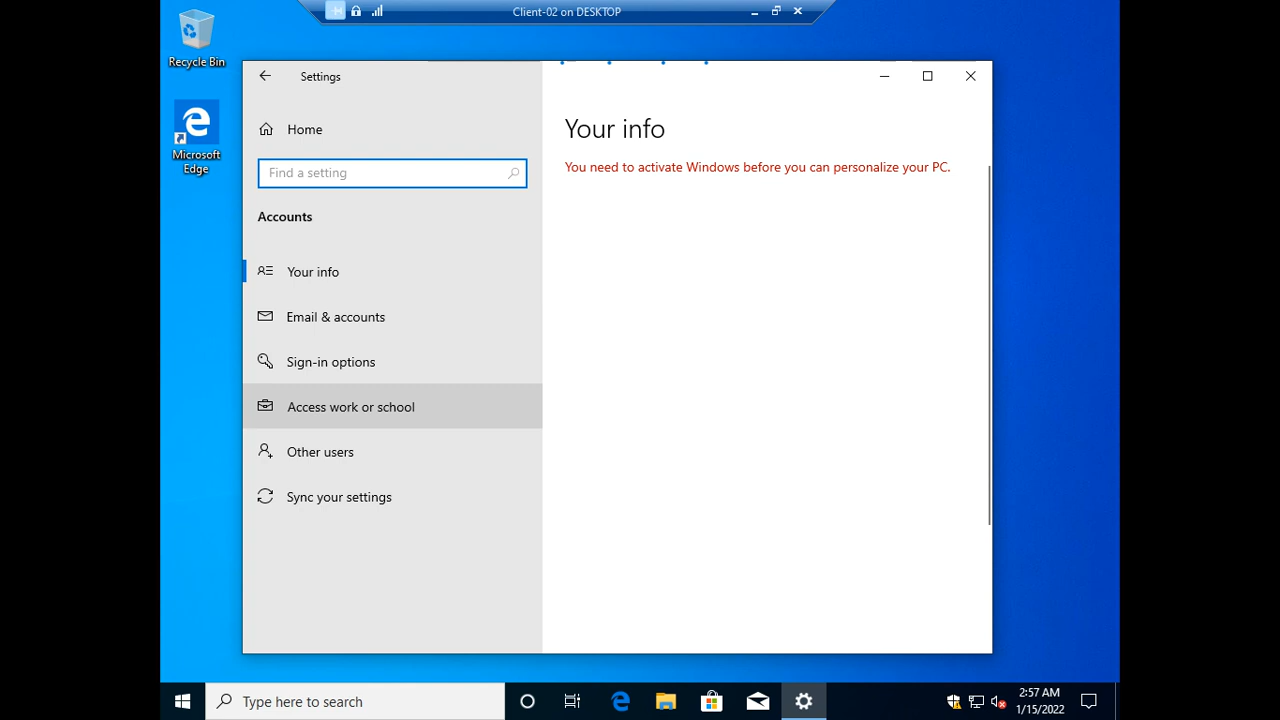 Client-02 on DESKTOP
Recycle Bin
Microsoft
Edge
Settings
Home
Find a setting
Accounts
Your info
Email & accounts
Sign-in options
Access work or school
Other users
Sync your settings
Your info
You need to activate Windows before you can personalize your PC.
Type here to search
2:57 AM
1/15/2022